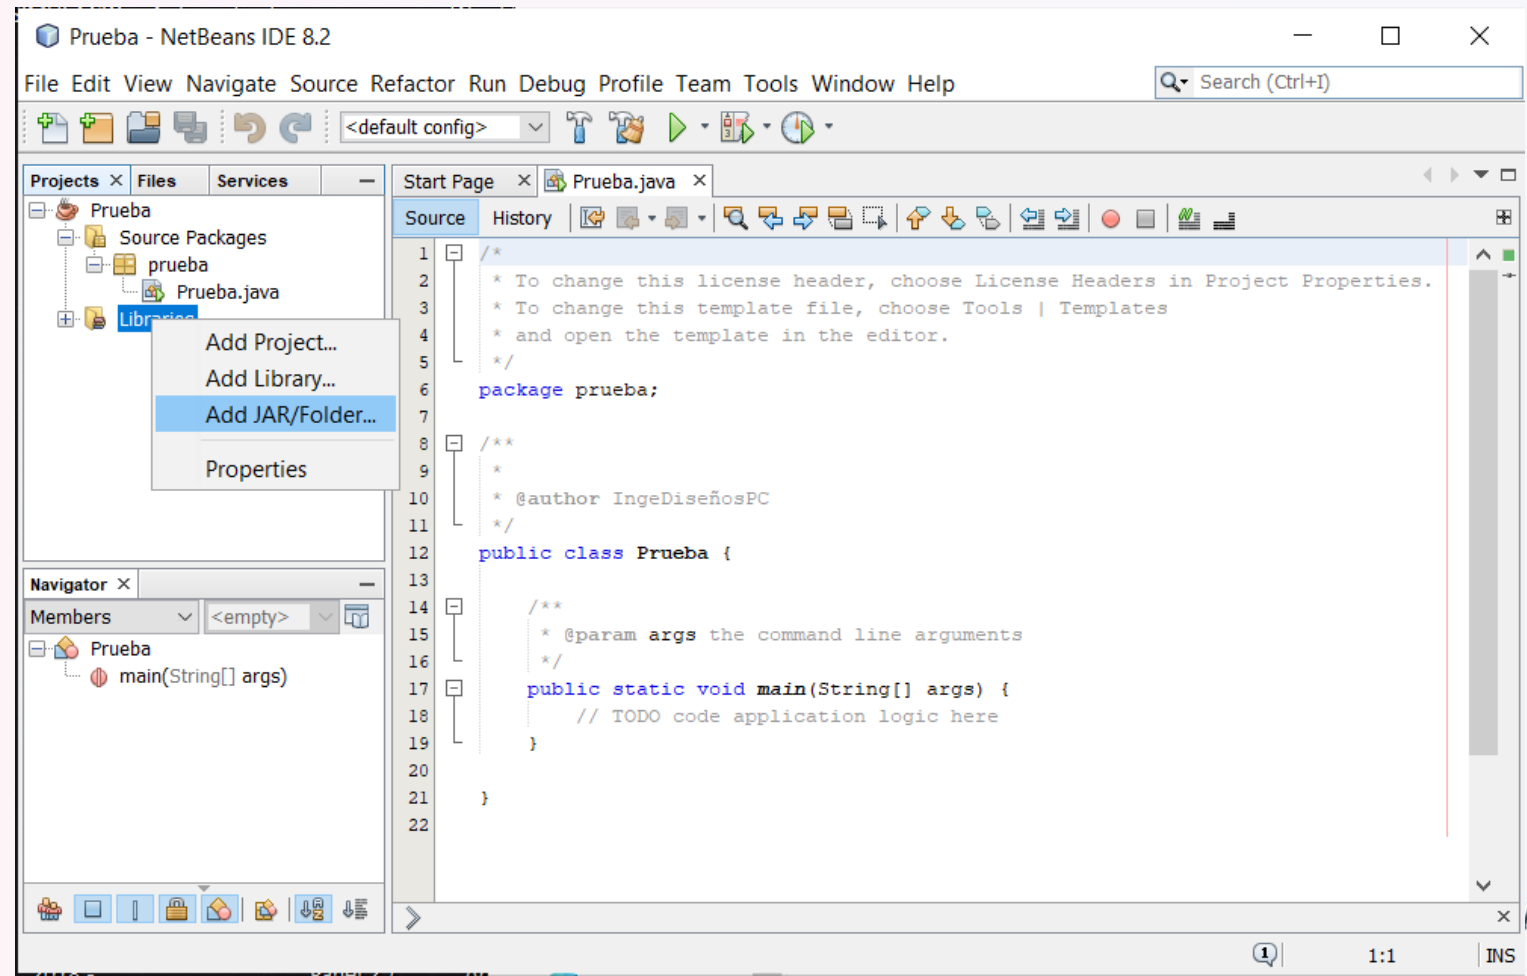 Prueba - NetBeans IDE 8.2
File Edit View Navigate Source Refactor Run Debug Profile Team Tools Window Help
Search (Ctrl+I)
<default config>
Projects Files Services
Start Page Prueba.java
Prueba
Source Packages
prueba
Prueba.java
Libraries
Add Project...
Add Library...
Add JAR/Folder...
Properties
Source History
1 /*
2 * To change this license header, choose License Headers in Project Properties.
3 * To change this template file, choose Tools | Templates
4 * and open the template in the editor.
5 */
6 package prueba;
7
8 /**
9 *
10 * @author IngeDiseñosPC
11 */
12 public class Prueba {
13
14 /**
15 * @param args the command line arguments
16 */
17 public static void main(String[] args) {
18 // TODO code application logic here
19 }
20
21 }
22
Navigator
Members <empty>
Prueba
main(String[] args)
1 1:1 INS